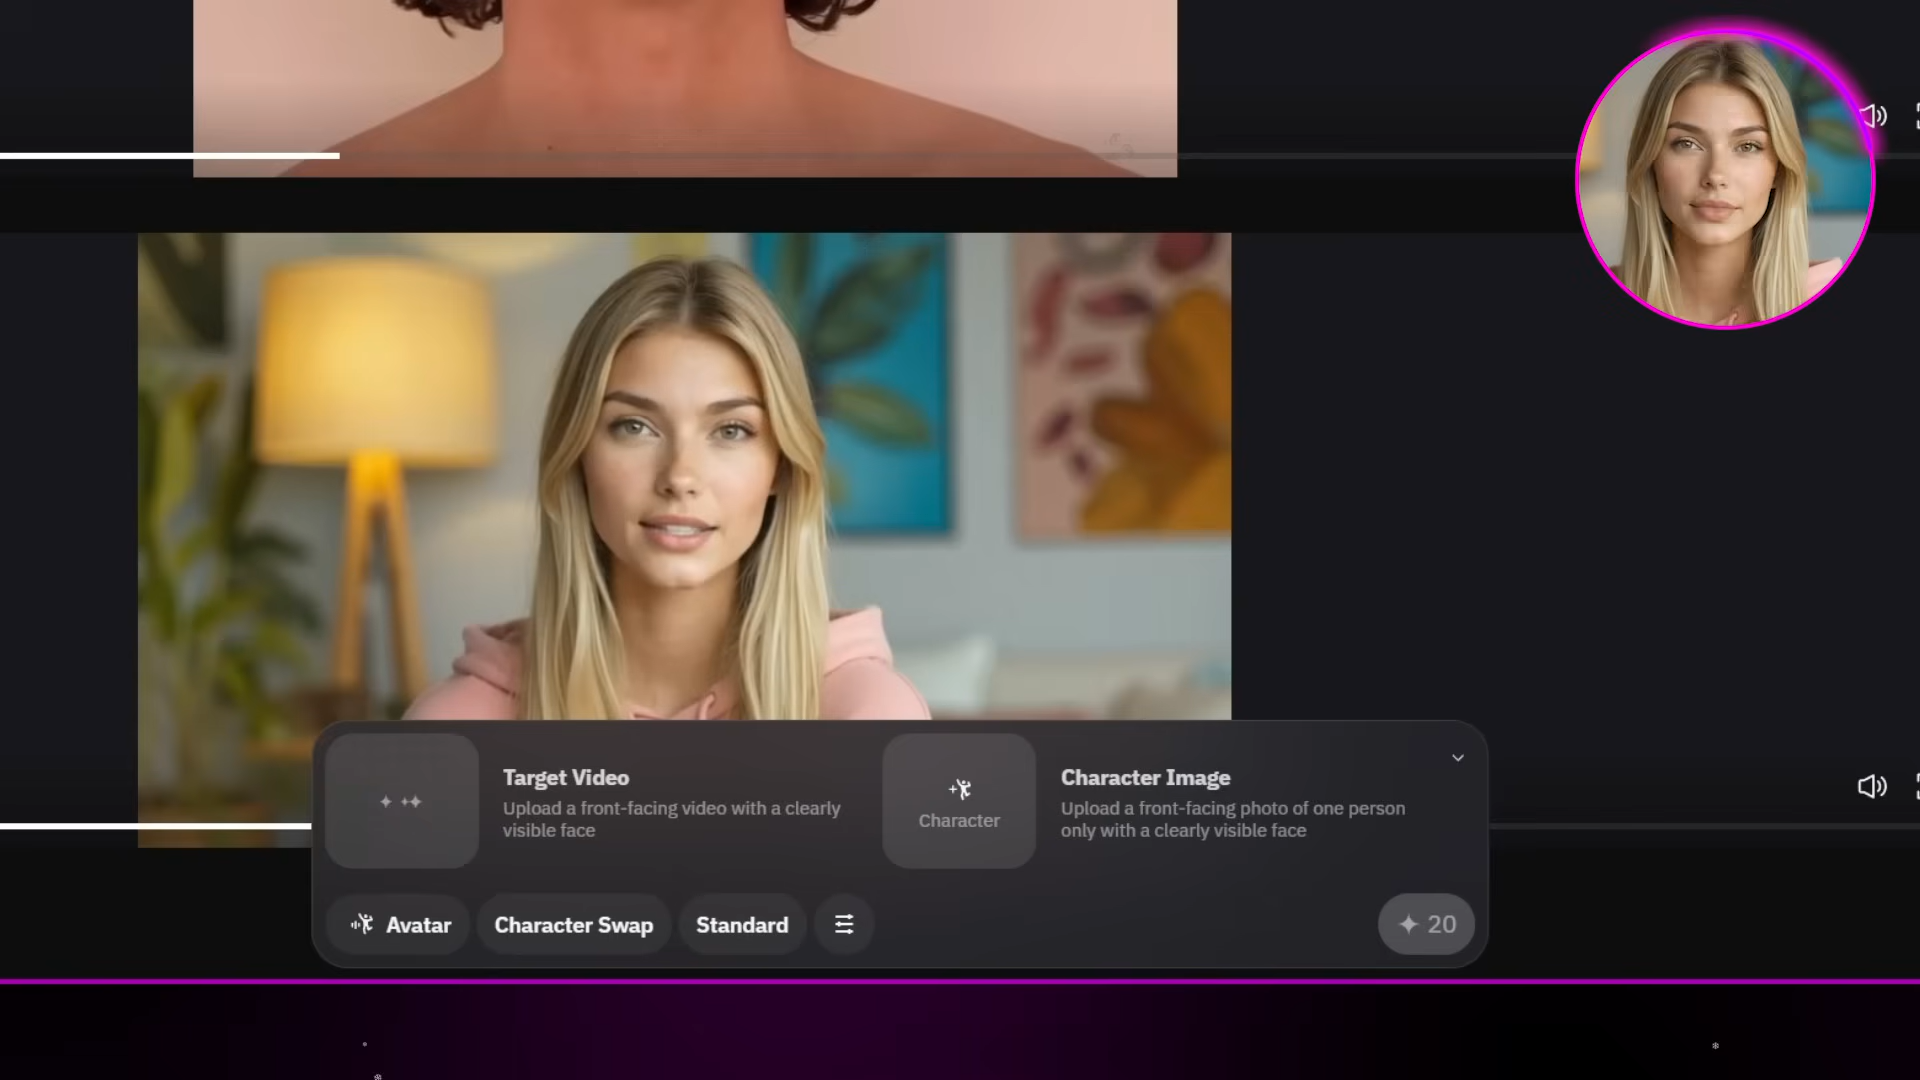 Target Video
Upload a front-facing video with a clearly
visible face
Character
Character Image
Upload a front-facing photo of one person
only with a clearly visible face
Avatar
Character Swap
Standard
20